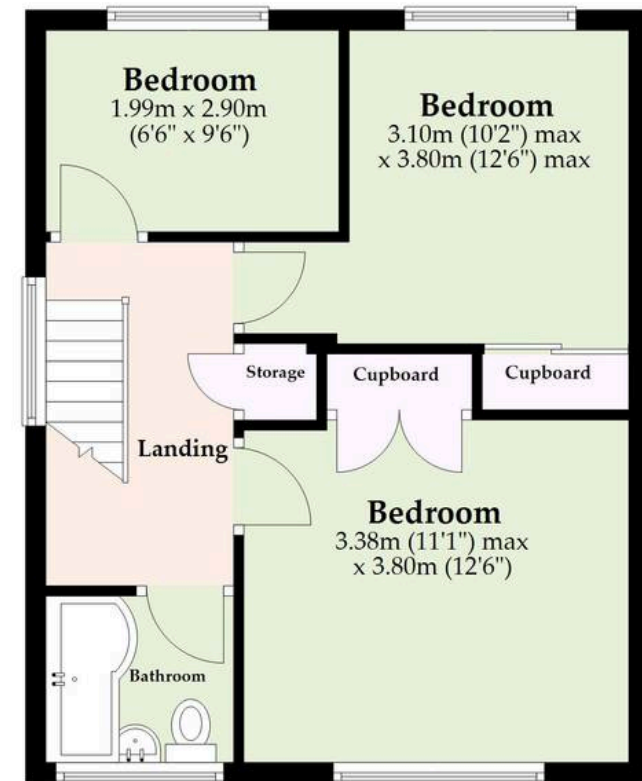 Bedroom
1.99m x 2.90m
(6'6" x 9'6")
Bedroom
3.10m (10'2") max
x 3.80m (12'6") max
Storage
Cupboard
Cupboard
Landing
Bedroom
3.38m (11'1") max
x 3.80m (12'6")
Bathroom